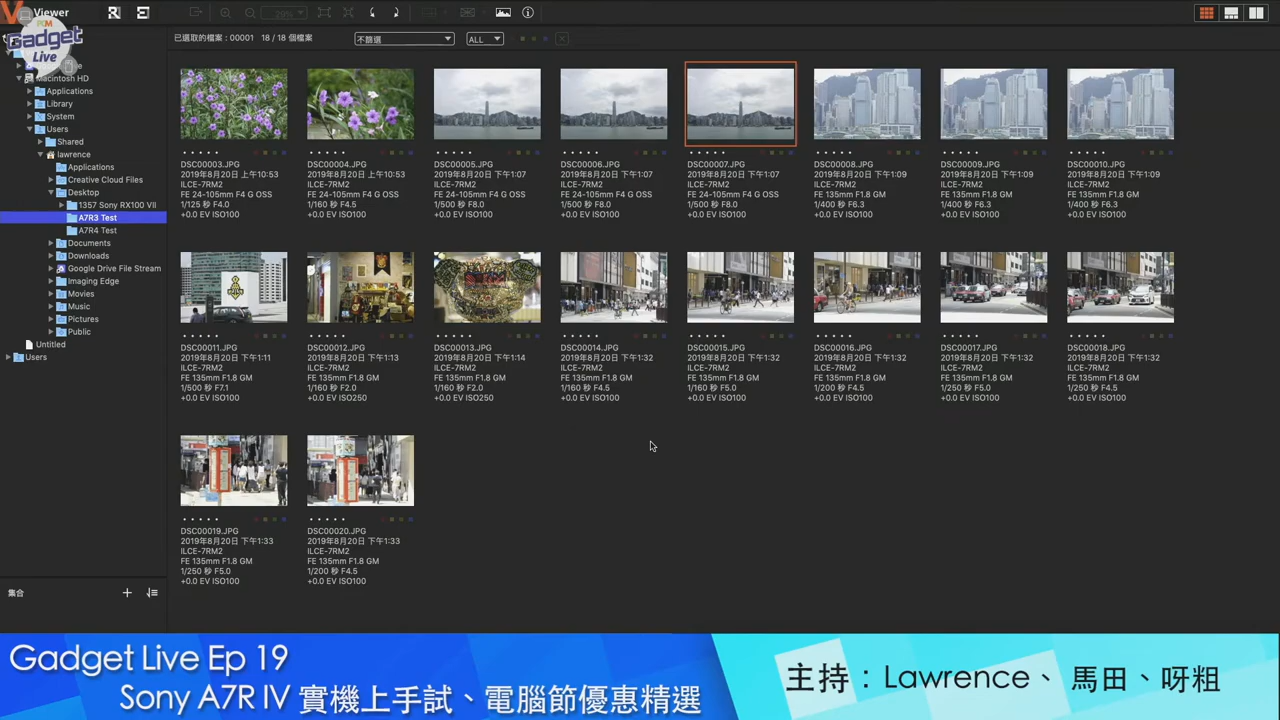 Viewer
20%
PCM
Gadget
Live
已選取的檔案 : 00001 18 / 18 個檔案
不篩選
ALL
Macintosh HD
Applications
Library
System
Users
Shared
lawrence
Applications
Creative Cloud Files
Desktop
1357 Sony RX100 VII
A7R3 Test
A7R4 Test
Documents
Downloads
Google Drive File Stream
Imaging Edge
Movies
Music
Pictures
Public
Untitled
Users
集合
DSC00003.JPG
2019年8月20日 上午10:53
ILCE-7RM2
FE 24-105mm F4 G OSS
1/125 秒 F4.0
+0.0 EV ISO100
DSC00004.JPG
2019年8月20日 上午10:53
ILCE-7RM2
FE 24-105mm F4 G OSS
1/160 秒 F4.5
+0.0 EV ISO100
DSC00005.JPG
2019年8月20日 下午1:07
ILCE-7RM2
FE 24-105mm F4 G OSS
1/500 秒 F8.0
+0.0 EV ISO100
DSC00006.JPG
2019年8月20日 下午1:07
ILCE-7RM2
FE 24-105mm F4 G OSS
1/500 秒 F8.0
+0.0 EV ISO100
DSC00007.JPG
2019年8月20日 下午1:07
ILCE-7RM2
FE 24-105mm F4 G OSS
1/500 秒 F8.0
+0.0 EV ISO100
DSC00008.JPG
2019年8月20日 下午1:09
ILCE-7RM2
FE 135mm F1.8 GM
1/400 秒 F6.3
+0.0 EV ISO100
DSC00009.JPG
2019年8月20日 下午1:09
ILCE-7RM2
FE 135mm F1.8 GM
1/400 秒 F6.3
+0.0 EV ISO100
DSC00010.JPG
2019年8月20日 下午1:09
ILCE-7RM2
FE 135mm F1.8 GM
1/400 秒 F6.3
+0.0 EV ISO100
DSC00011.JPG
2019年8月20日 下午1:11
ILCE-7RM2
FE 135mm F1.8 GM
1/500 秒 F7.1
+0.0 EV ISO100
DSC00012.JPG
2019年8月20日 下午1:13
ILCE-7RM2
FE 135mm F1.8 GM
1/160 秒 F2.0
+0.0 EV ISO250
DSC00013.JPG
2019年8月20日 下午1:14
ILCE-7RM2
FE 135mm F1.8 GM
1/160 秒 F2.0
+0.0 EV ISO250
DSC00014.JPG
2019年8月20日 下午1:32
ILCE-7RM2
FE 135mm F1.8 GM
1/160 秒 F4.5
+0.0 EV ISO100
DSC00015.JPG
2019年8月20日 下午1:32
ILCE-7RM2
FE 135mm F1.8 GM
1/160 秒 F4.5
+0.0 EV ISO100
DSC00016.JPG
2019年8月20日 下午1:32
ILCE-7RM2
FE 135mm F1.8 GM
1/200 秒 F4.5
+0.0 EV ISO100
DSC00017.JPG
2019年8月20日 下午1:32
ILCE-7RM2
FE 135mm F1.8 GM
1/250 秒 F5.0
+0.0 EV ISO100
DSC00018.JPG
2019年8月20日 下午1:32
ILCE-7RM2
FE 135mm F1.8 GM
1/250 秒 F4.5
+0.0 EV ISO100
DSC00019.JPG
2019年8月20日 下午1:33
ILCE-7RM2
FE 135mm F1.8 GM
1/250 秒 F5.0
+0.0 EV ISO100
DSC00020.JPG
2019年8月20日 下午1:33
ILCE-7RM2
FE 135mm F1.8 GM
1/200 秒 F4.5
+0.0 EV ISO100
Gadget Live Ep 19
Sony A7R IV 實機上手試、電腦節優惠精選
主持：Lawrence、馬田、呀粗